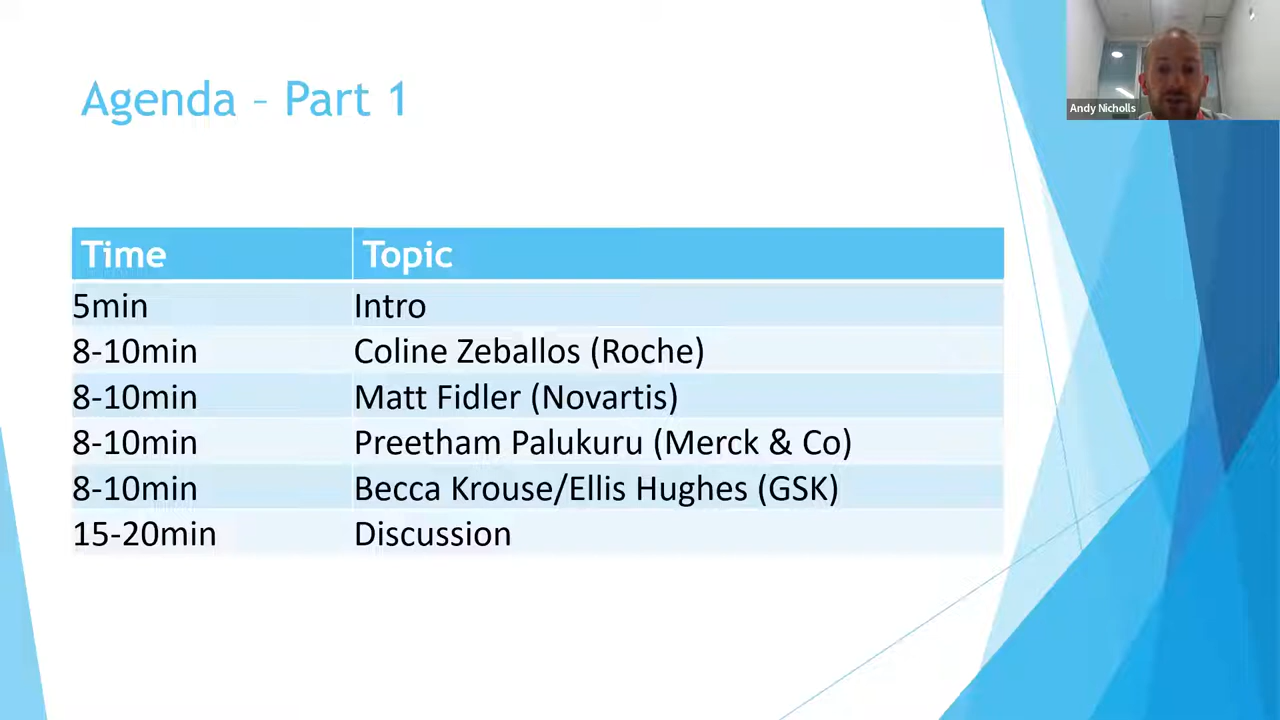 Agenda – Part 1
Andy Nicholls
Time Topic
5min Intro
8-10min Coline Zeballos (Roche)
8-10min Matt Fidler (Novartis)
8-10min Preetham Palukuru (Merck & Co)
8-10min Becca Krouse/Ellis Hughes (GSK)
15-20min Discussion